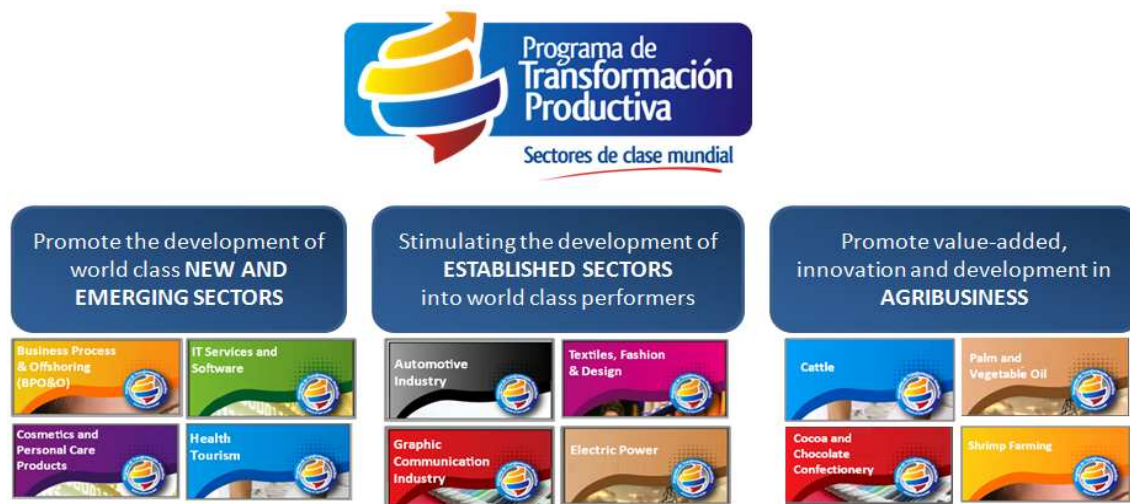 Programa de
Transformación
Productiva
Sectores de clase mundial
Promote the development of
world class NEW AND
EMERGING SECTORS
Stimulating the development of
ESTABLISHED SECTORS
into world class performers
Promote value-added,
innovation and development in
AGRIBUSINESS
Business Process
& Offshoring
(BPO&O)
IT Services and
Software
Cosmetics and
Personal Care
Products
Health
Tourism
Automotive
Industry
Textiles, Fashion
& Design
Graphic
Communication
Industry
Electric Power
Cattle
Palm and
Vegetable Oil
Cocoa and
Chocolate
Confectionery
Shrimp Farming